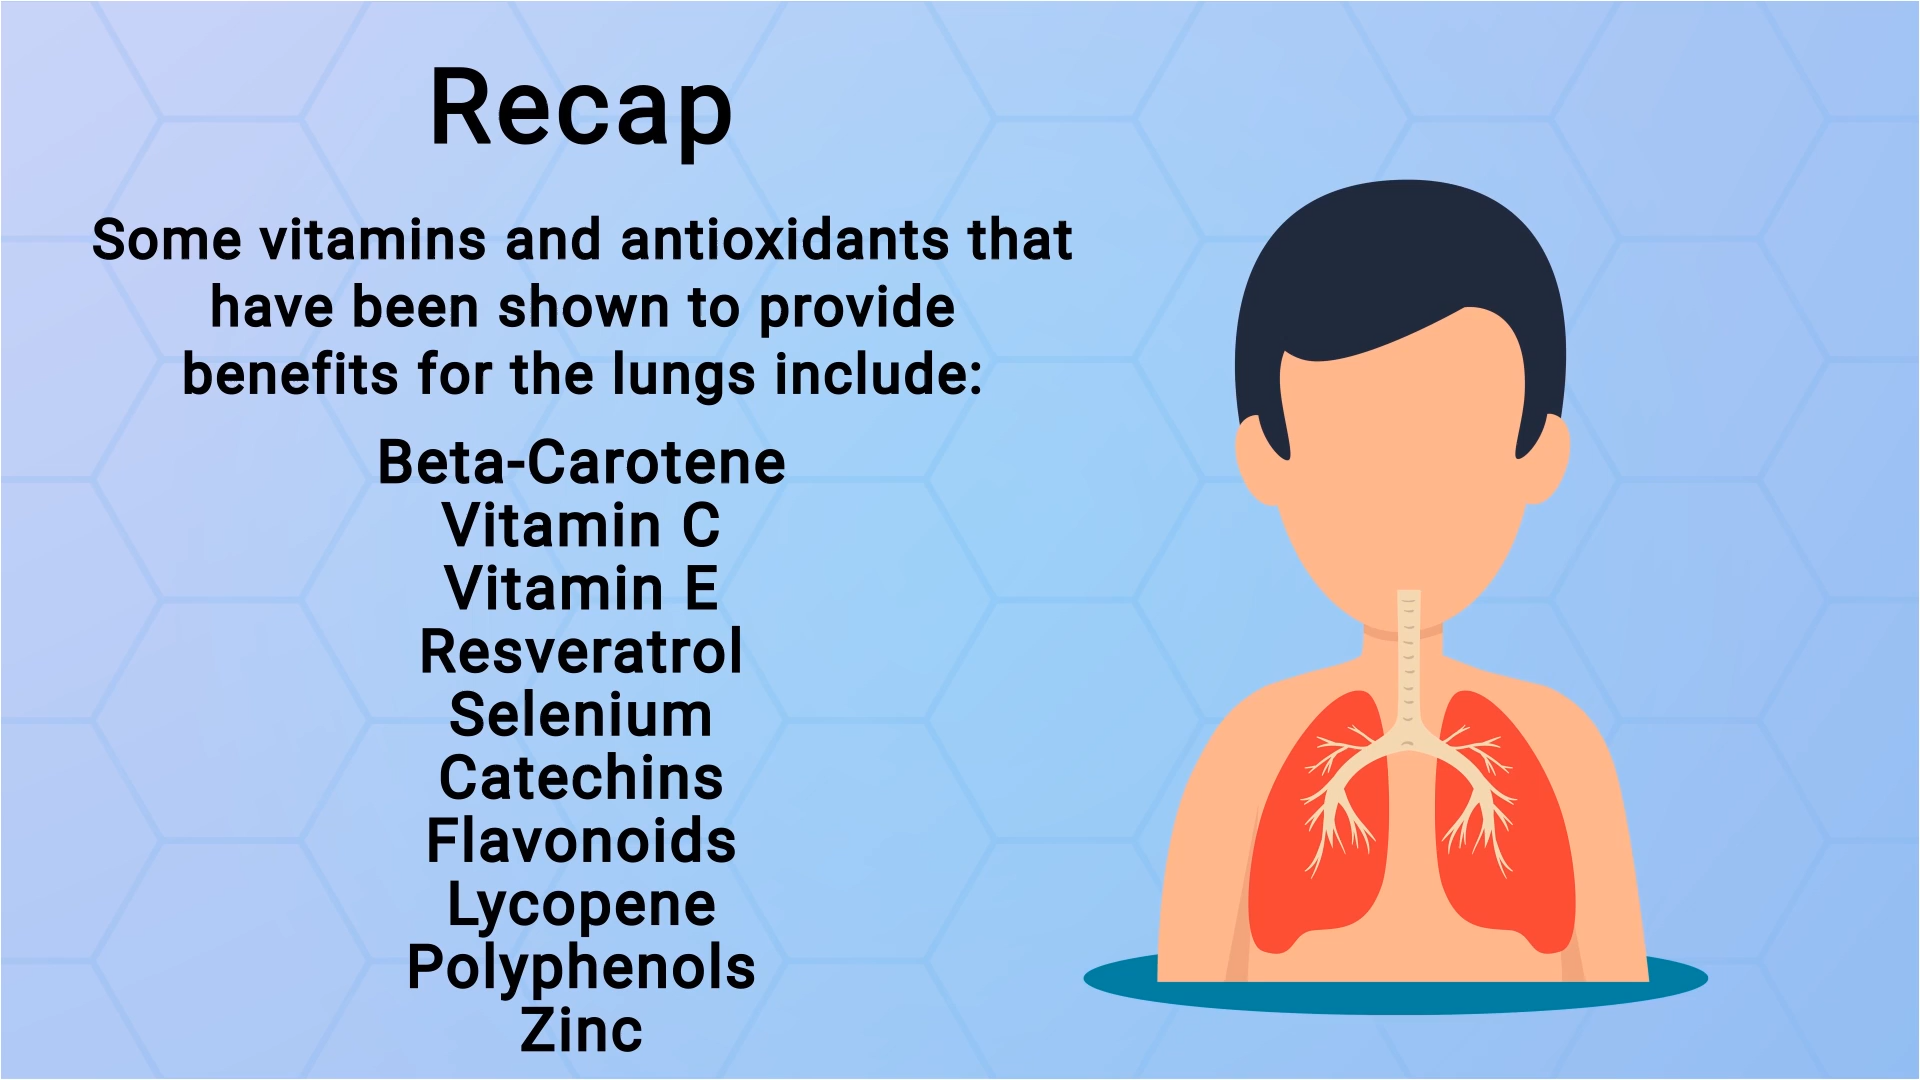 Recap
Some vitamins and antioxidants that
have been shown to provide
benefits for the lungs include:
Beta-Carotene
Vitamin C
Vitamin E
Resveratrol
Selenium
Catechins
Flavonoids
Lycopene
Polyphenols
Zinc